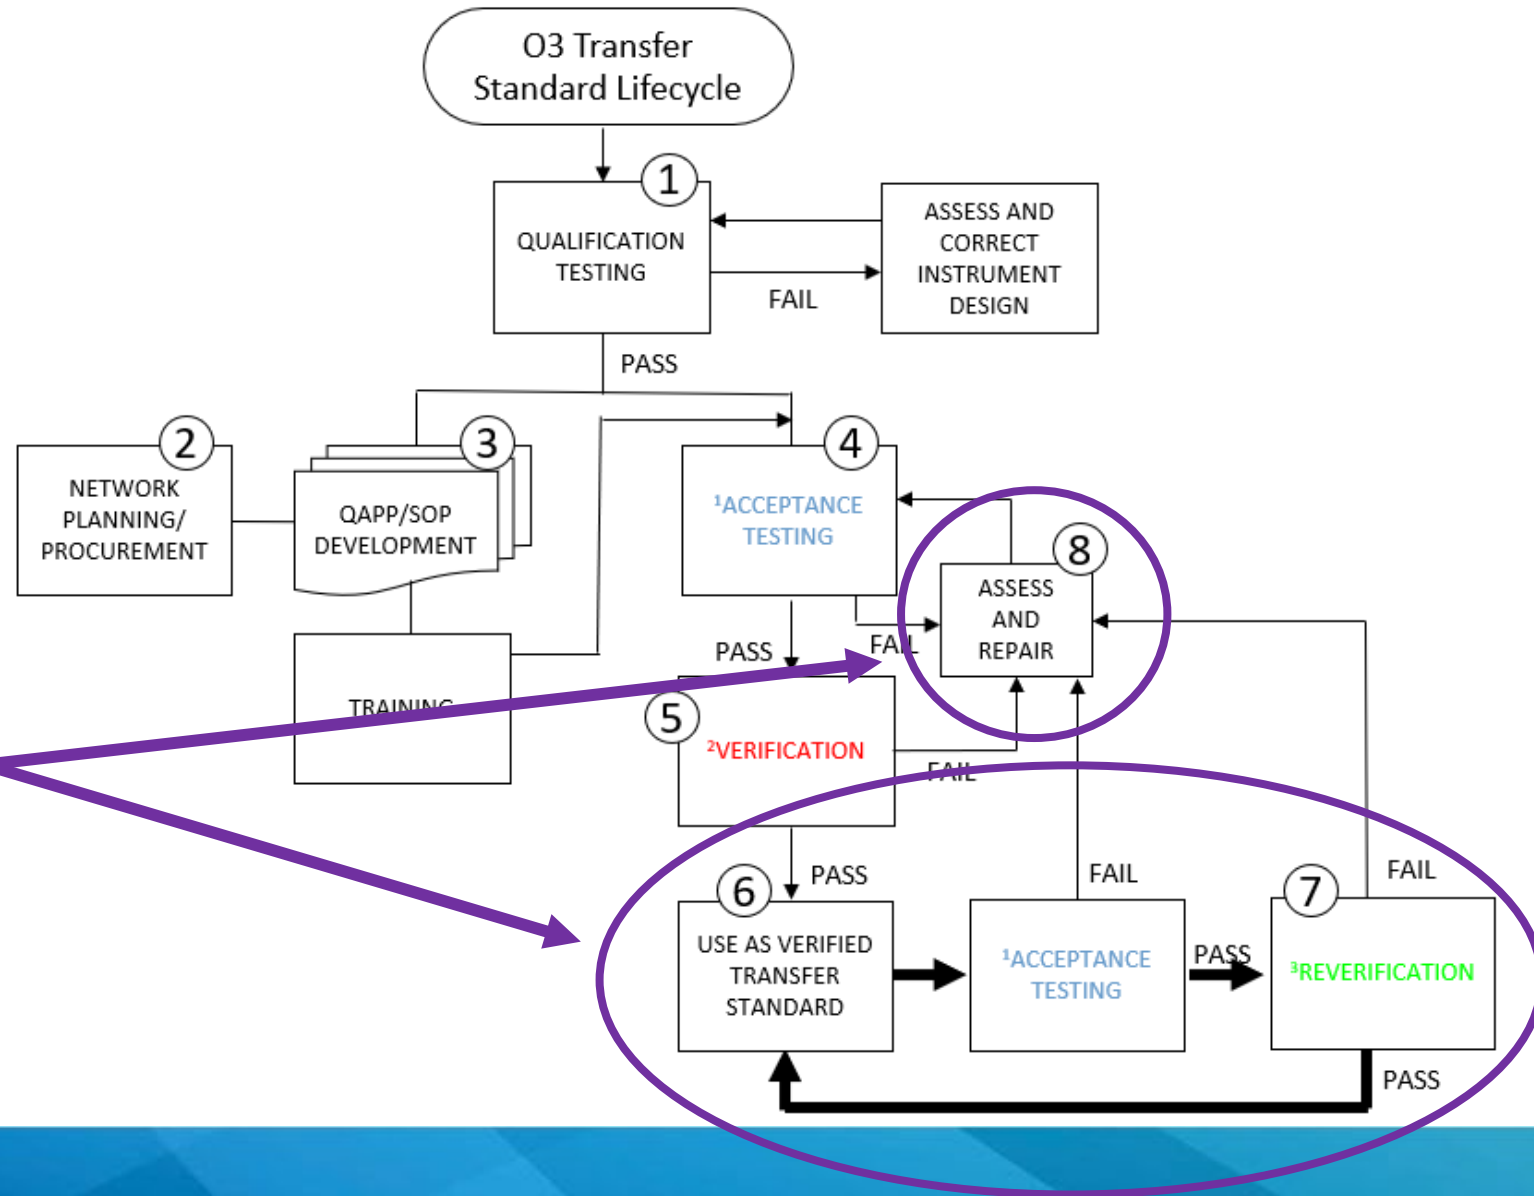 O3 Transfer
Standard Lifecycle
1
QUALIFICATION
TESTING
ASSESS AND
CORRECT
INSTRUMENT
DESIGN
FAIL
PASS
2
NETWORK
PLANNING/
PROCUREMENT
3
QAPP/SOP
DEVELOPMENT
4
¹ACCEPTANCE
TESTING
8
ASSESS
AND
REPAIR
FAIL
PASS
TRAINING
5
²VERIFICATION
FAIL
PASS
6
USE AS VERIFIED
TRANSFER
STANDARD
FAIL
¹ACCEPTANCE
TESTING
PASS
FAIL
7
³REVERIFICATION
PASS